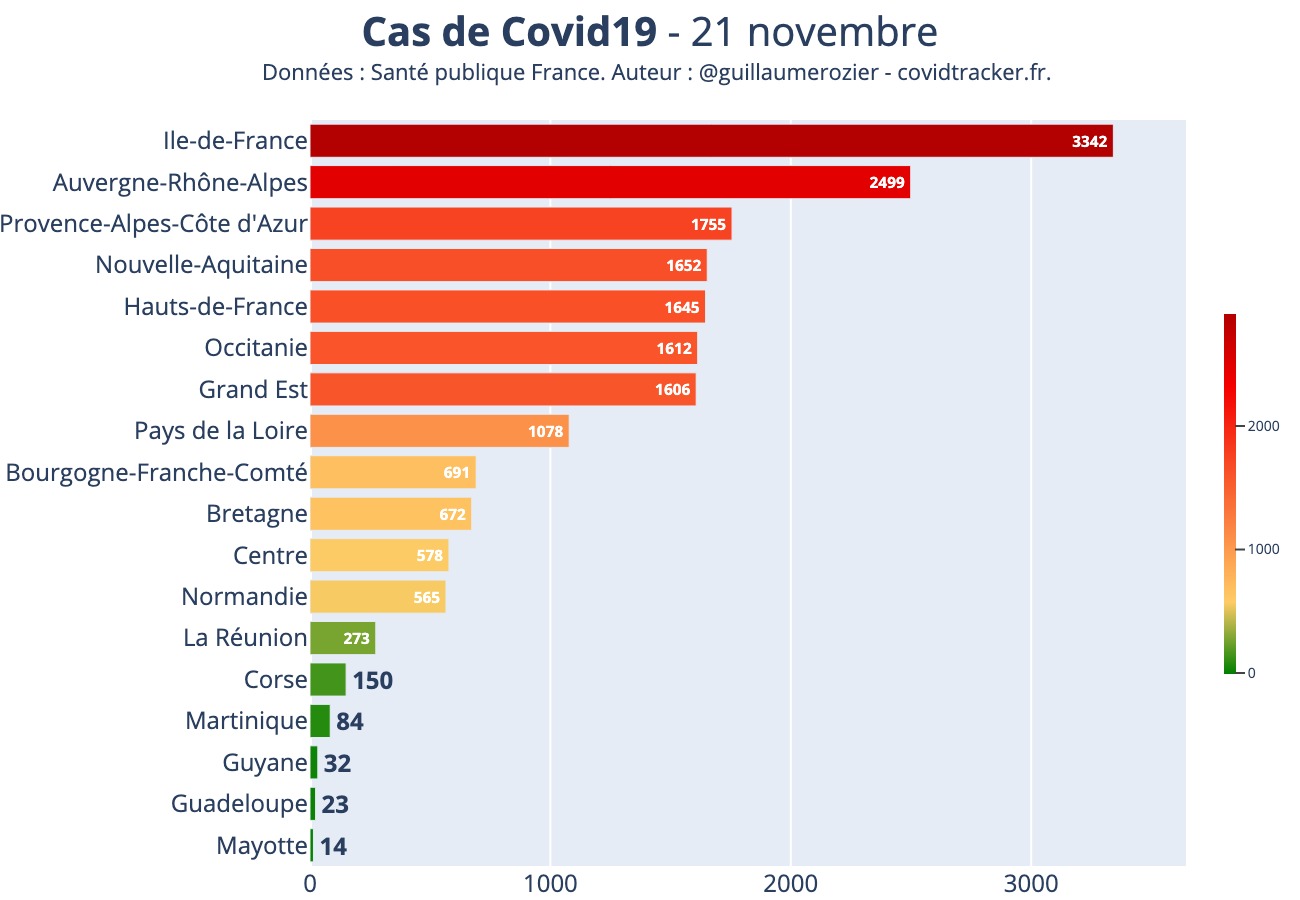 Cas de Covid19 - 21 novembre
Données : Santé publique France. Auteur : @guillaumerozier - covidtracker.fr.
Ile-de-France 3342
Auvergne-Rhône-Alpes 2499
Provence-Alpes-Côte d'Azur 1755
Nouvelle-Aquitaine 1652
Hauts-de-France 1645
Occitanie 1612
Grand Est 1606
Pays de la Loire 1078
Bourgogne-Franche-Comté 691
Bretagne 672
Centre 578
Normandie 565
La Réunion 273
Corse 150
Martinique 84
Guyane 32
Guadeloupe 23
Mayotte 14
0 1000 2000 3000
2000
1000
0